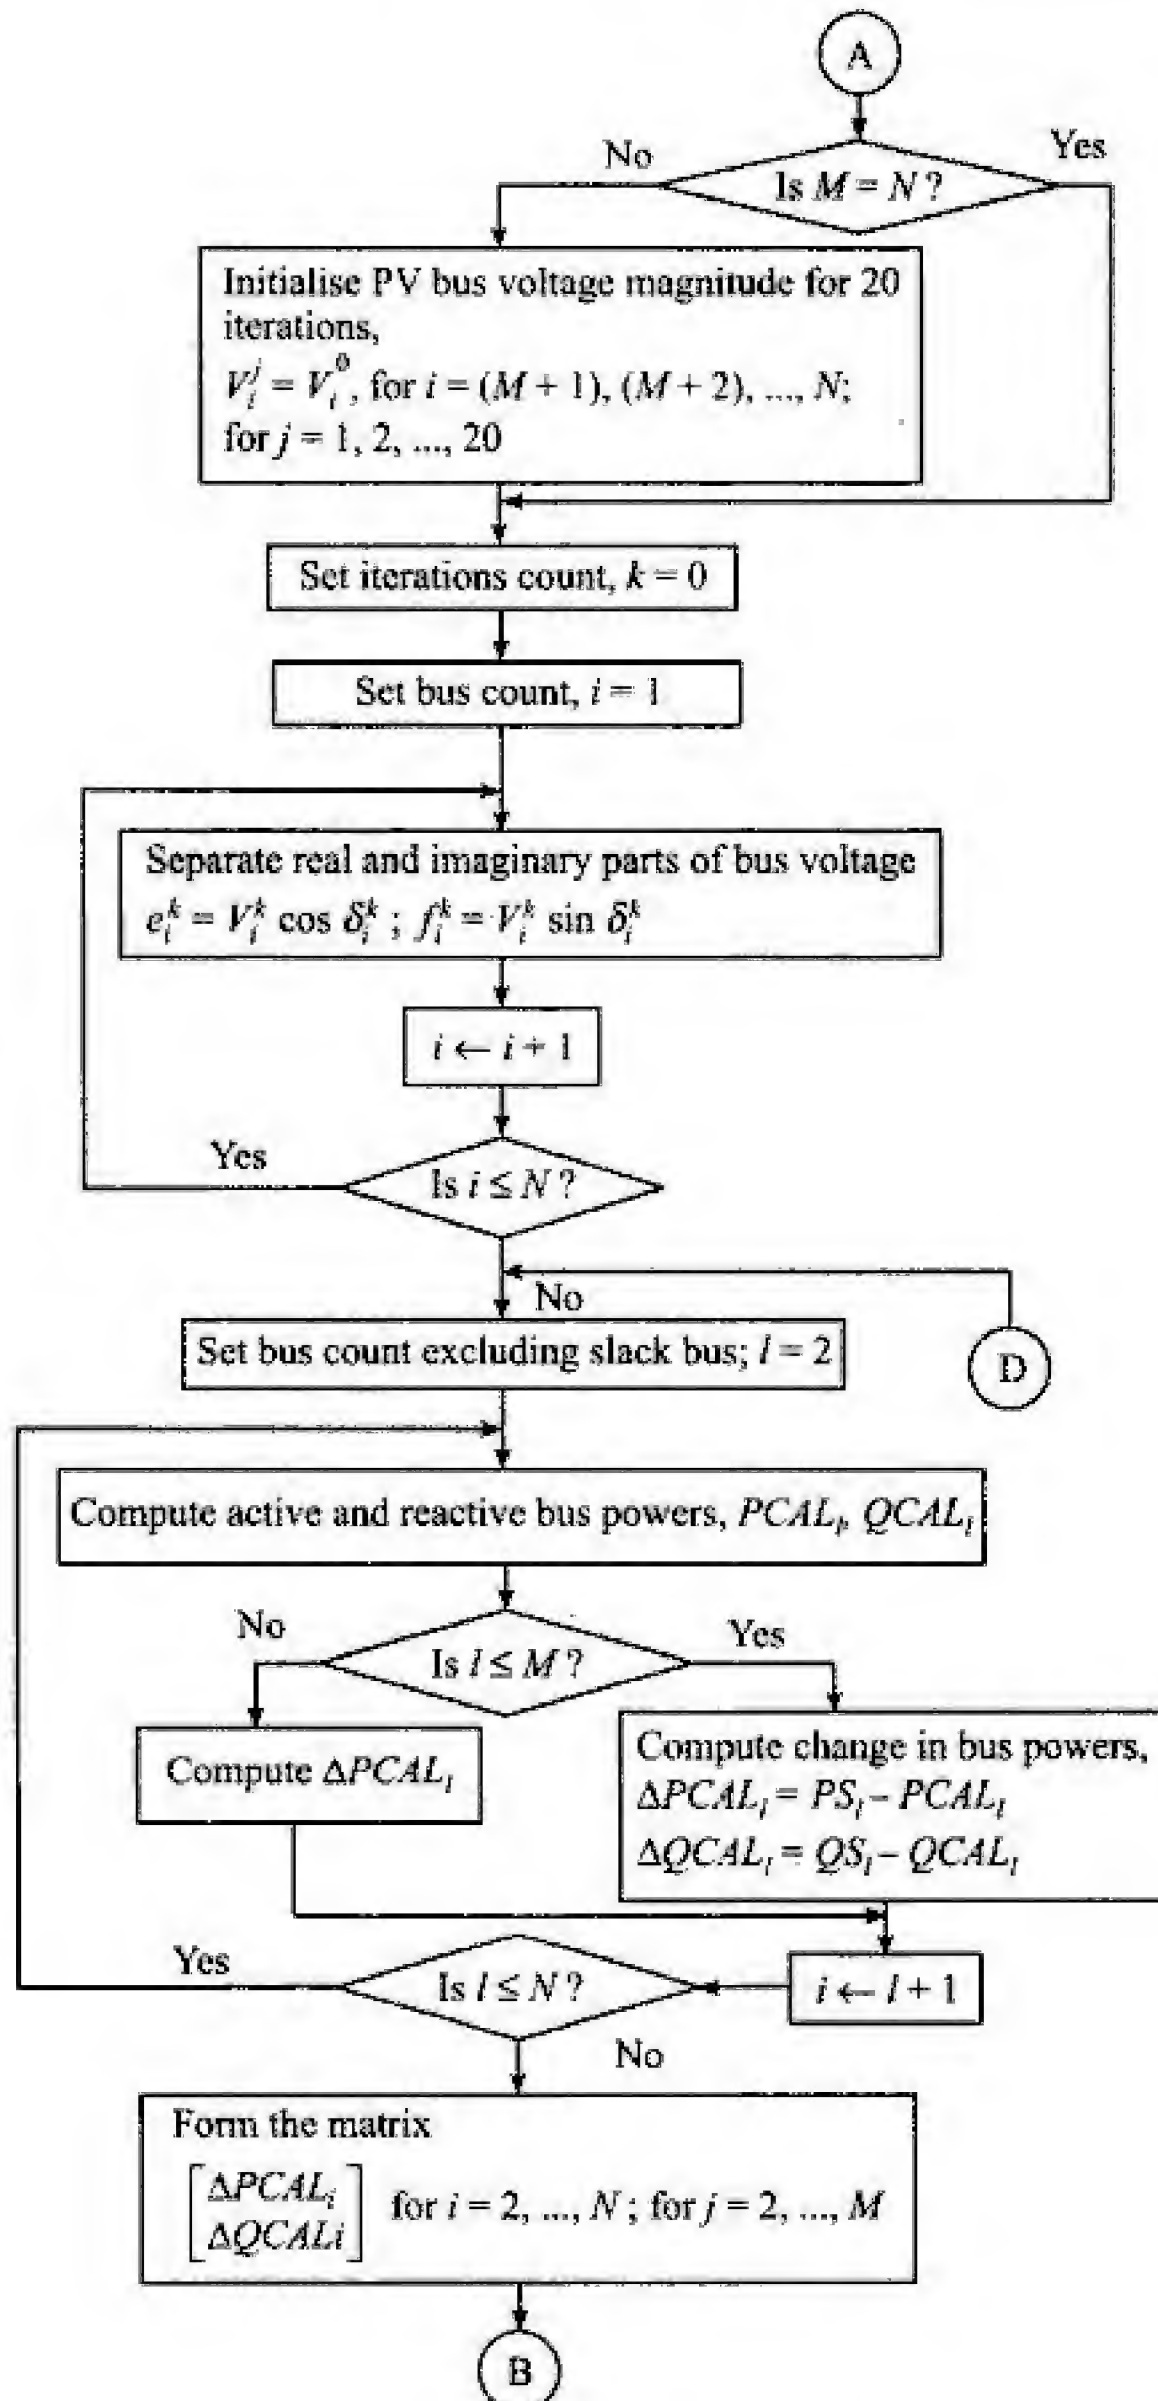 A
No
Yes
Is M = N ?
Initialise PV bus voltage magnitude for 20
iterations,
V_i^j = V_i^0, for i = (M + 1), (M + 2), ..., N;
for j = 1, 2, ..., 20
Set iterations count, k = 0
Set bus count, i = 1
Separate real and imaginary parts of bus voltage
e_i^k = V_i^k cos δ_i^k ; f_i^k = V_i^k sin δ_i^k
i ← i + 1
Yes
Is i ≤ N ?
No
Set bus count excluding slack bus; l = 2
D
Compute active and reactive bus powers, PCAL_l, QCAL_l
No
Is l ≤ M ?
Yes
Compute ΔPCAL_l
Compute change in bus powers,
ΔPCAL_l = PS_l – PCAL_l
ΔQCAL_l = QS_l – QCAL_l
Yes
Is l ≤ N ?
i ← l + 1
No
Form the matrix
[ΔPCAL_i
ΔQCALi] for i = 2, ..., N ; for j = 2, ..., M
B